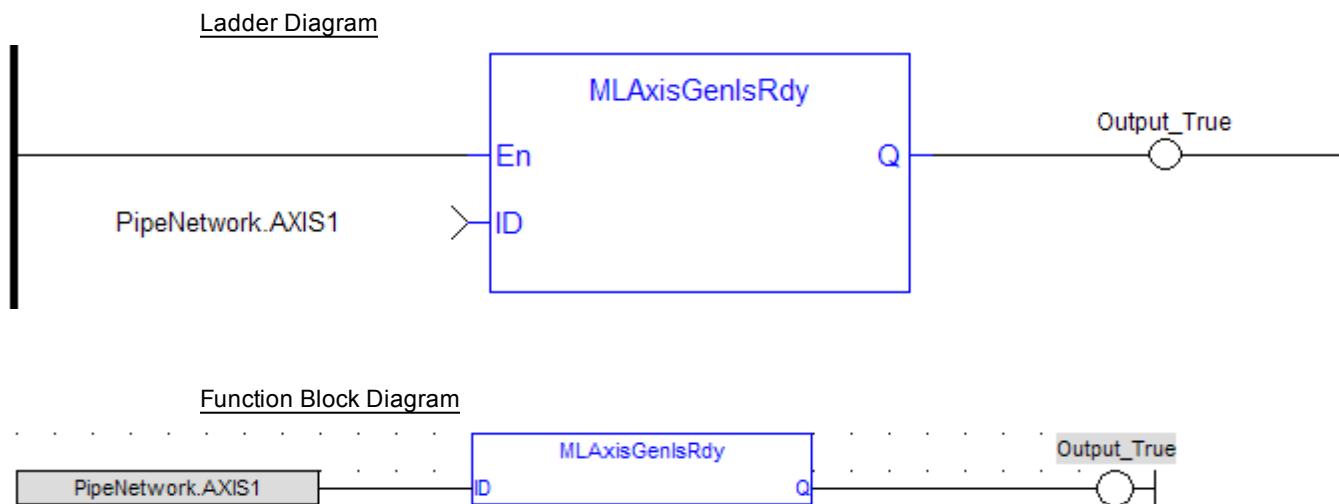 Ladder Diagram
MLAxisGenIsRdy
Output_True
En
Q
PipeNetwork.AXIS1
ID
Function Block Diagram
MLAxisGenIsRdy
Output_True
PipeNetwork.AXIS1
ID
Q